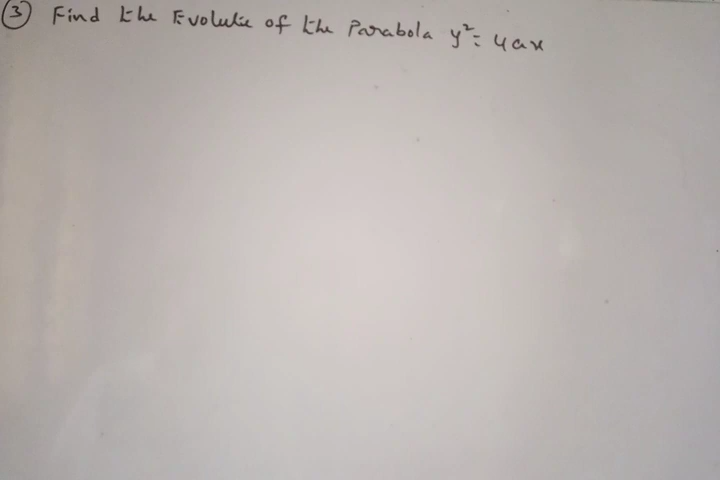 ③ Find the Evolute of the Parabola y² = 4ax